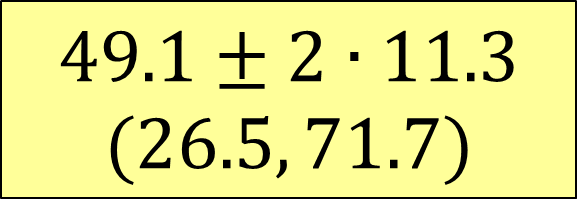 49.1 ± 2 · 11.3
(26.5, 71.7)